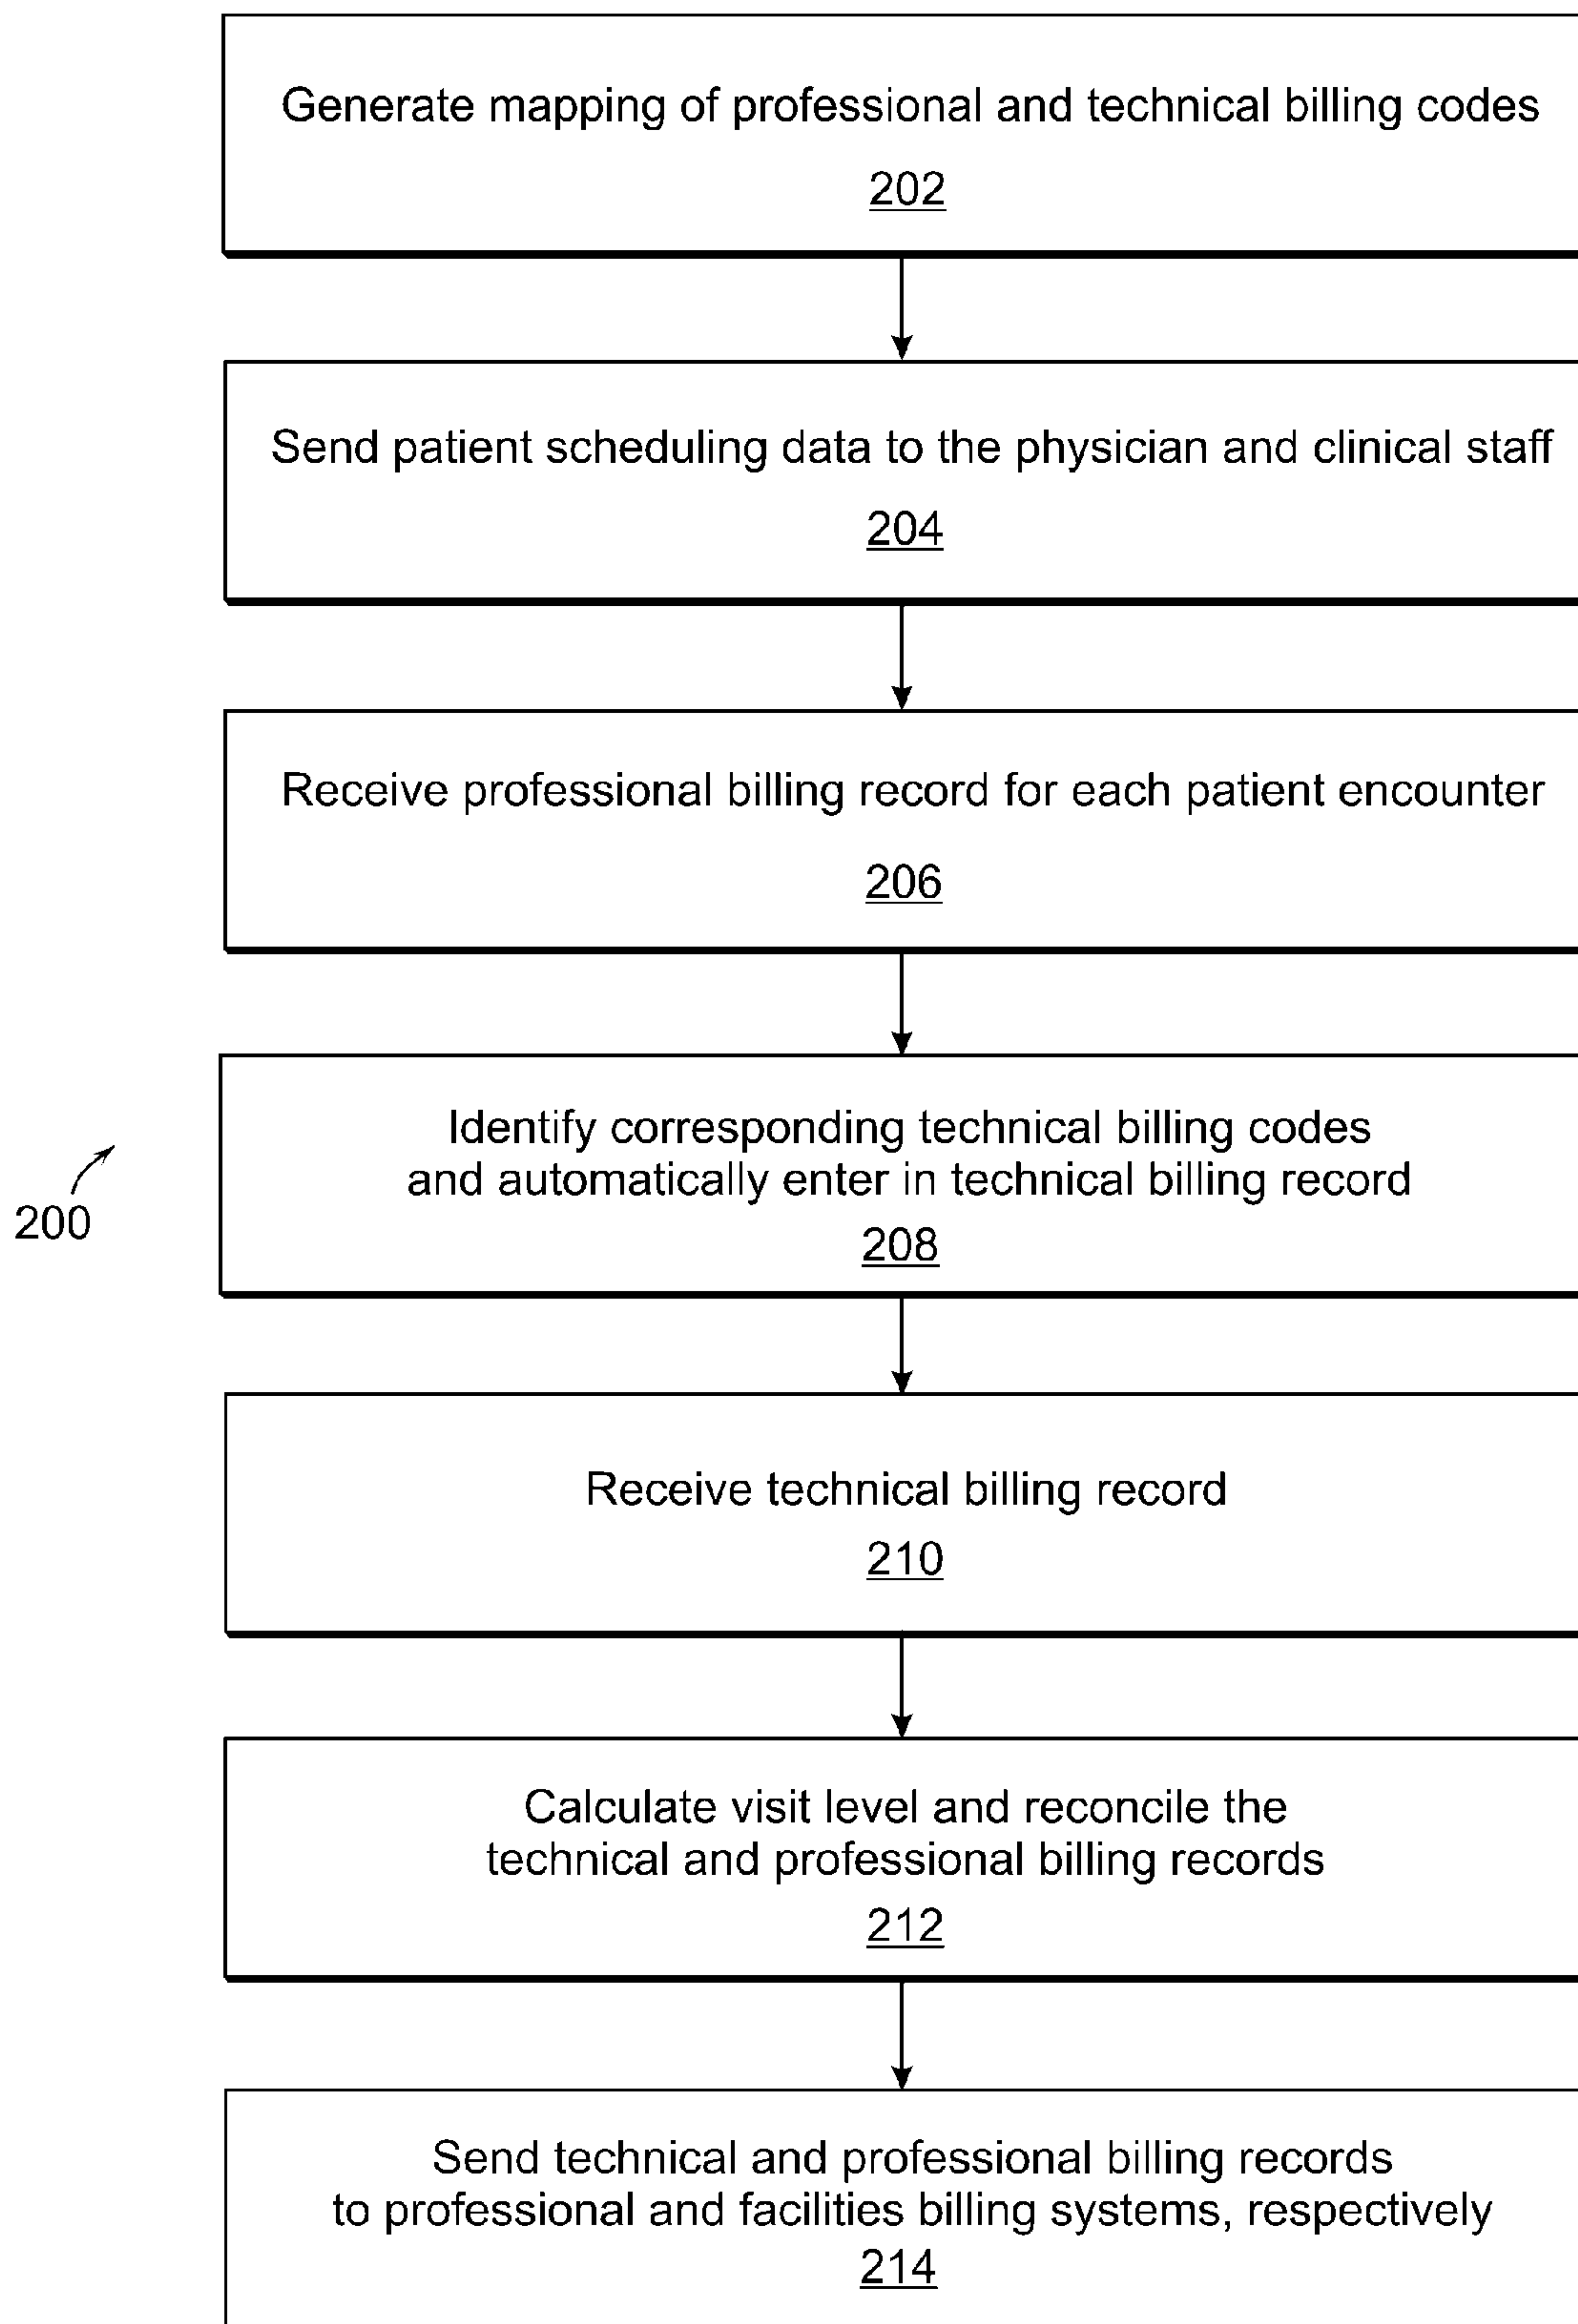 Generate mapping of professional and technical billing codes
202
Send patient scheduling data to the physician and clinical staff
204
Receive professional billing record for each patient encounter
206
Identify corresponding technical billing codes
and automatically enter in technical billing record
208
200
Receive technical billing record
210
Calculate visit level and reconcile the
technical and professional billing records
212
Send technical and professional billing records
to professional and facilities billing systems, respectively
214